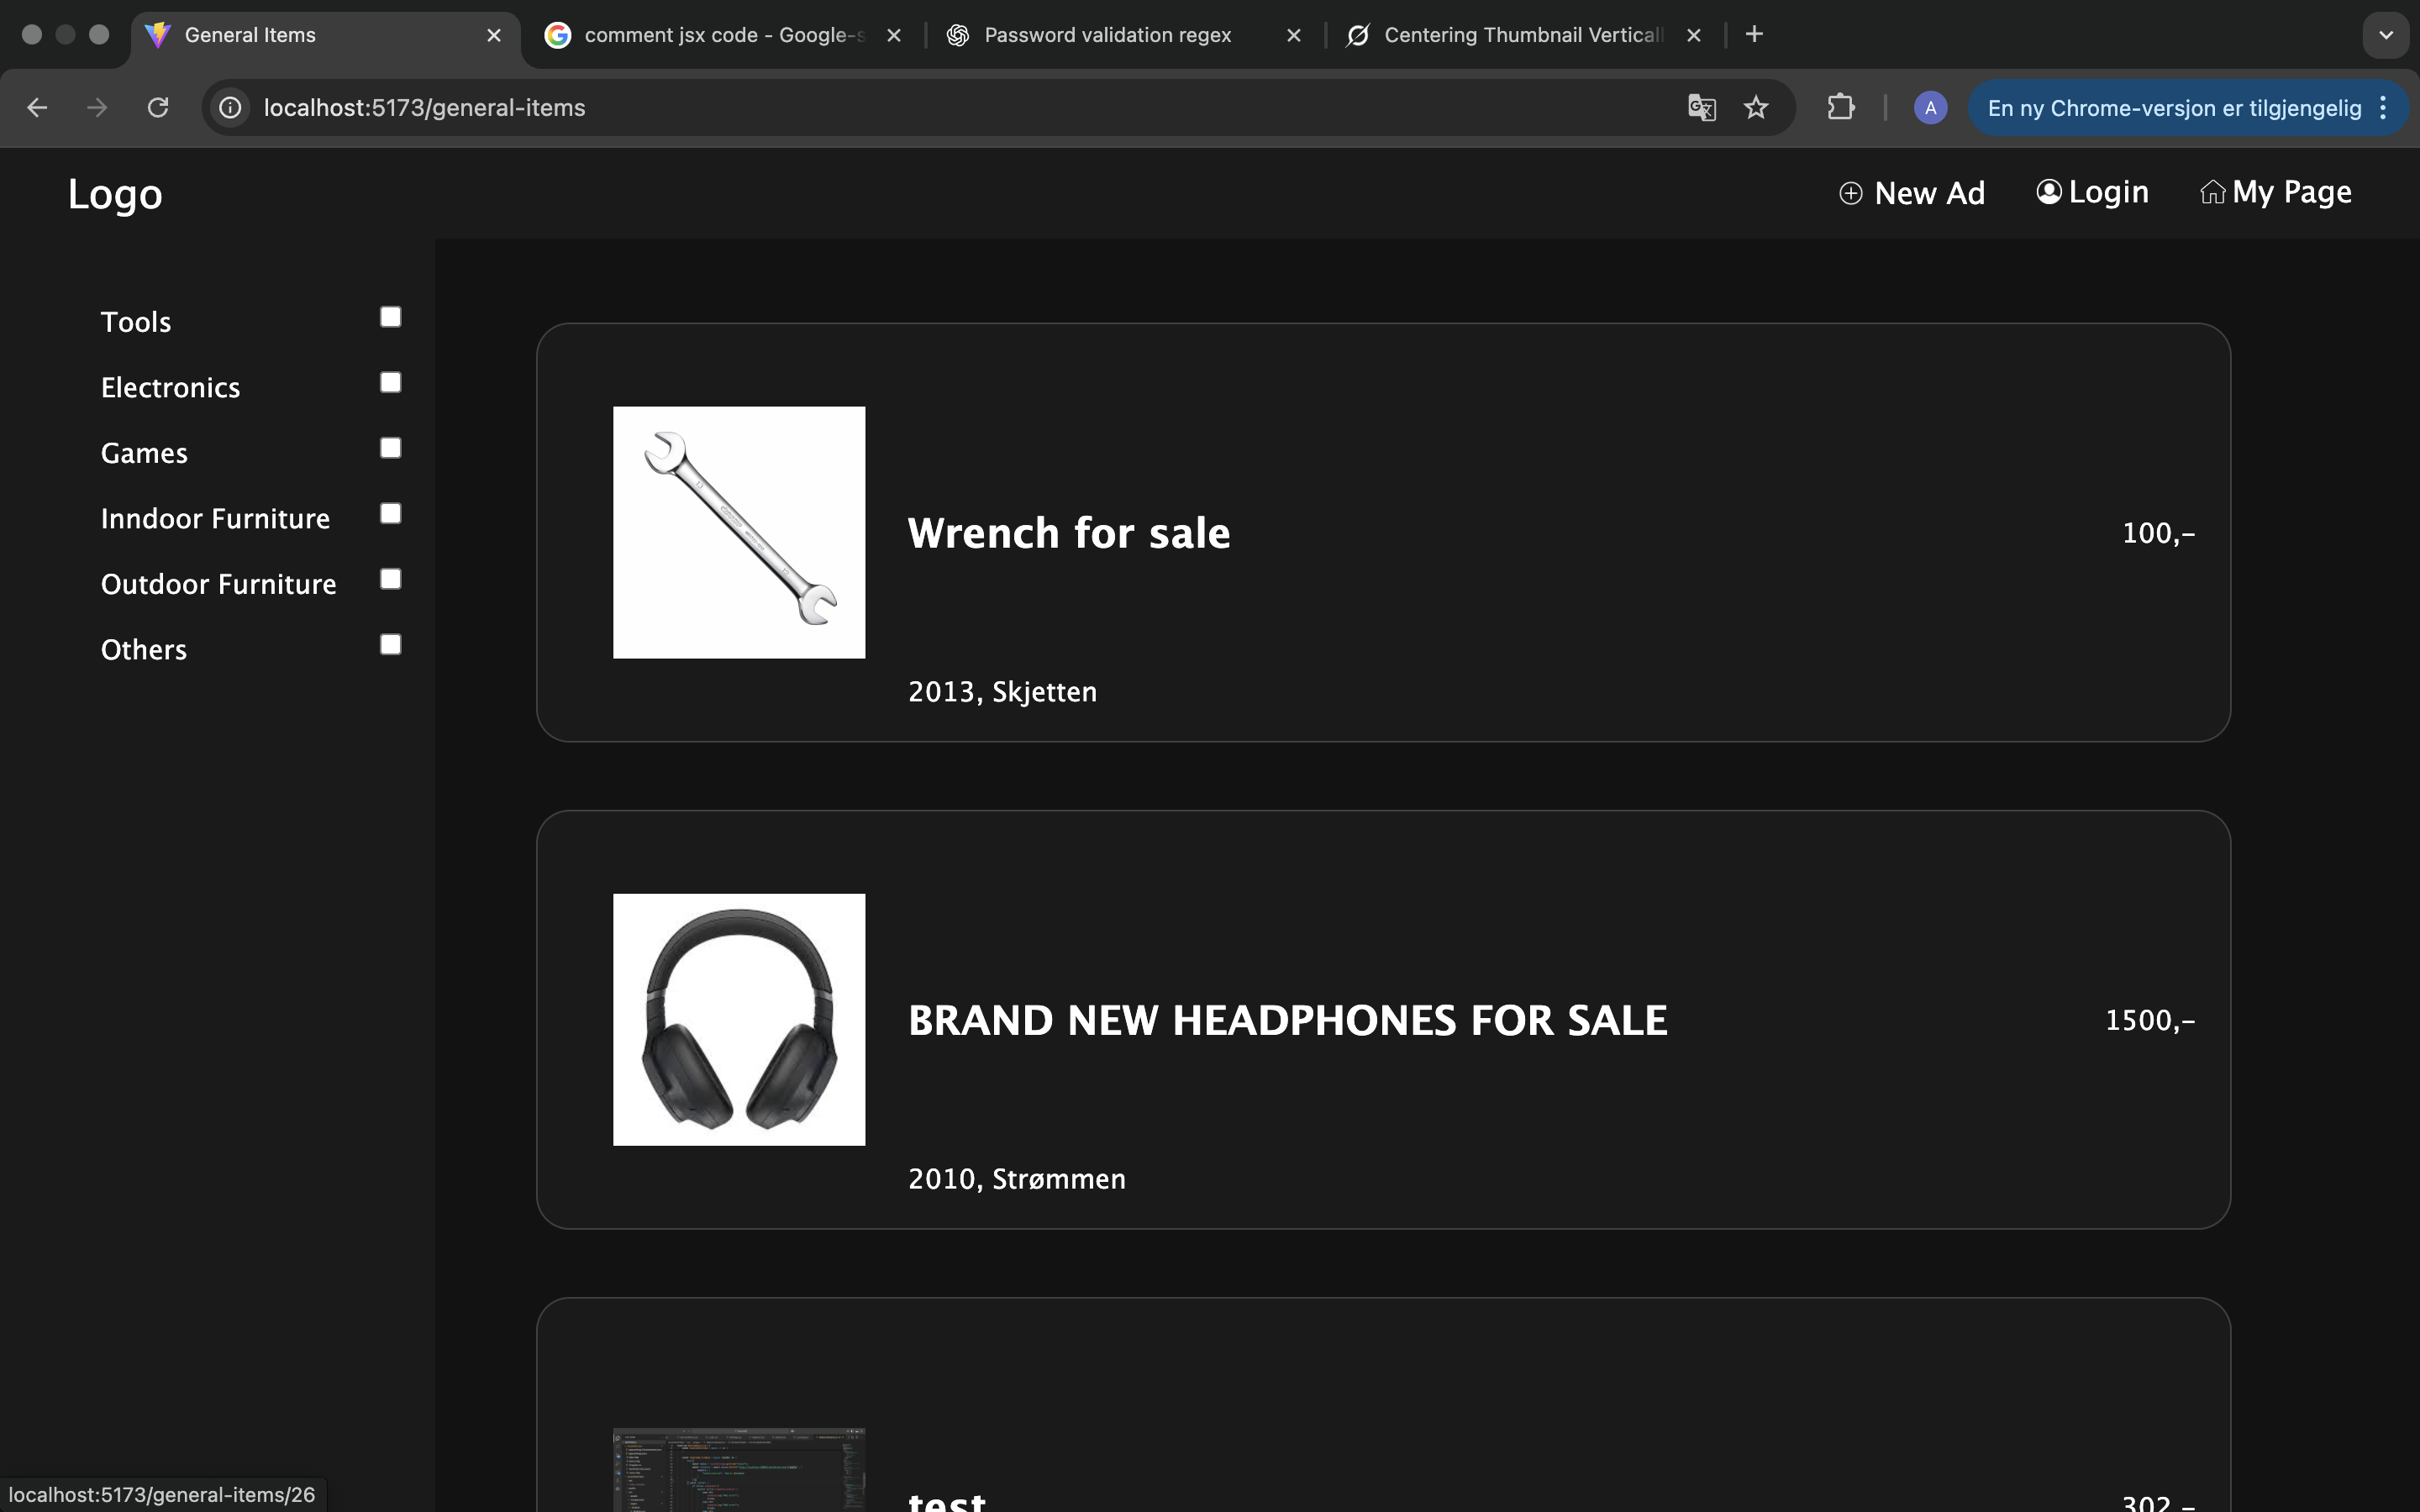 General Items
comment jsx code - Google-s
Password validation regex
Centering Thumbnail Vertical
localhost:5173/general-items
A
En ny Chrome-versjon er tilgjengelig
Logo
New Ad
Login
My Page
Tools
Electronics
Games
Inndoor Furniture
Outdoor Furniture
Others
Wrench for sale
100,-
2013, Skjetten
BRAND NEW HEADPHONES FOR SALE
1500,-
2010, Strømmen
test
302,-
localhost:5173/general-items/26